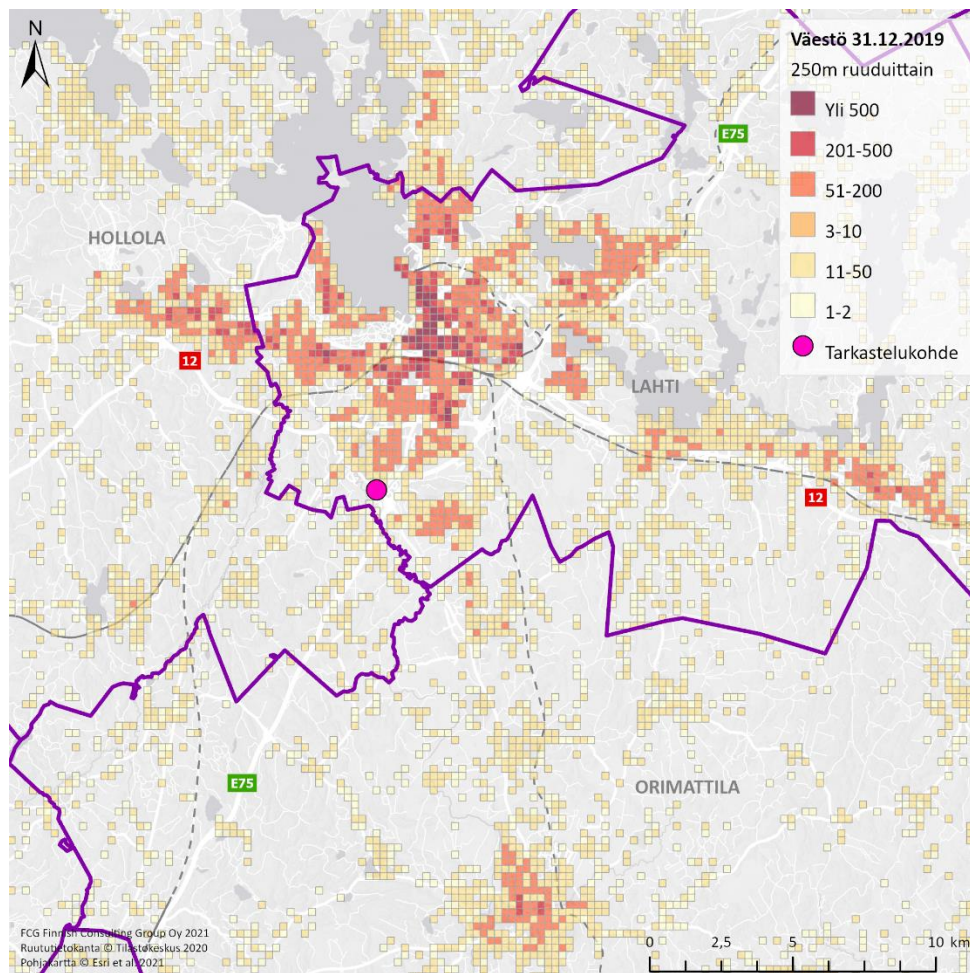 N
Väestö 31.12.2019
250m ruuduittain
Yli 500
201-500
51-200
3-10
11-50
1-2
Tarkastelukohde
E75
HOLLOLA
12
LAHTI
12
E75
ORIMATTILA
FCG Finnish Consulting Group Oy 2021
Ruututietokanta © Tilastokeskus 2020
Pohjakartta © Esri et al. 2021
0 2,5 5 10 km